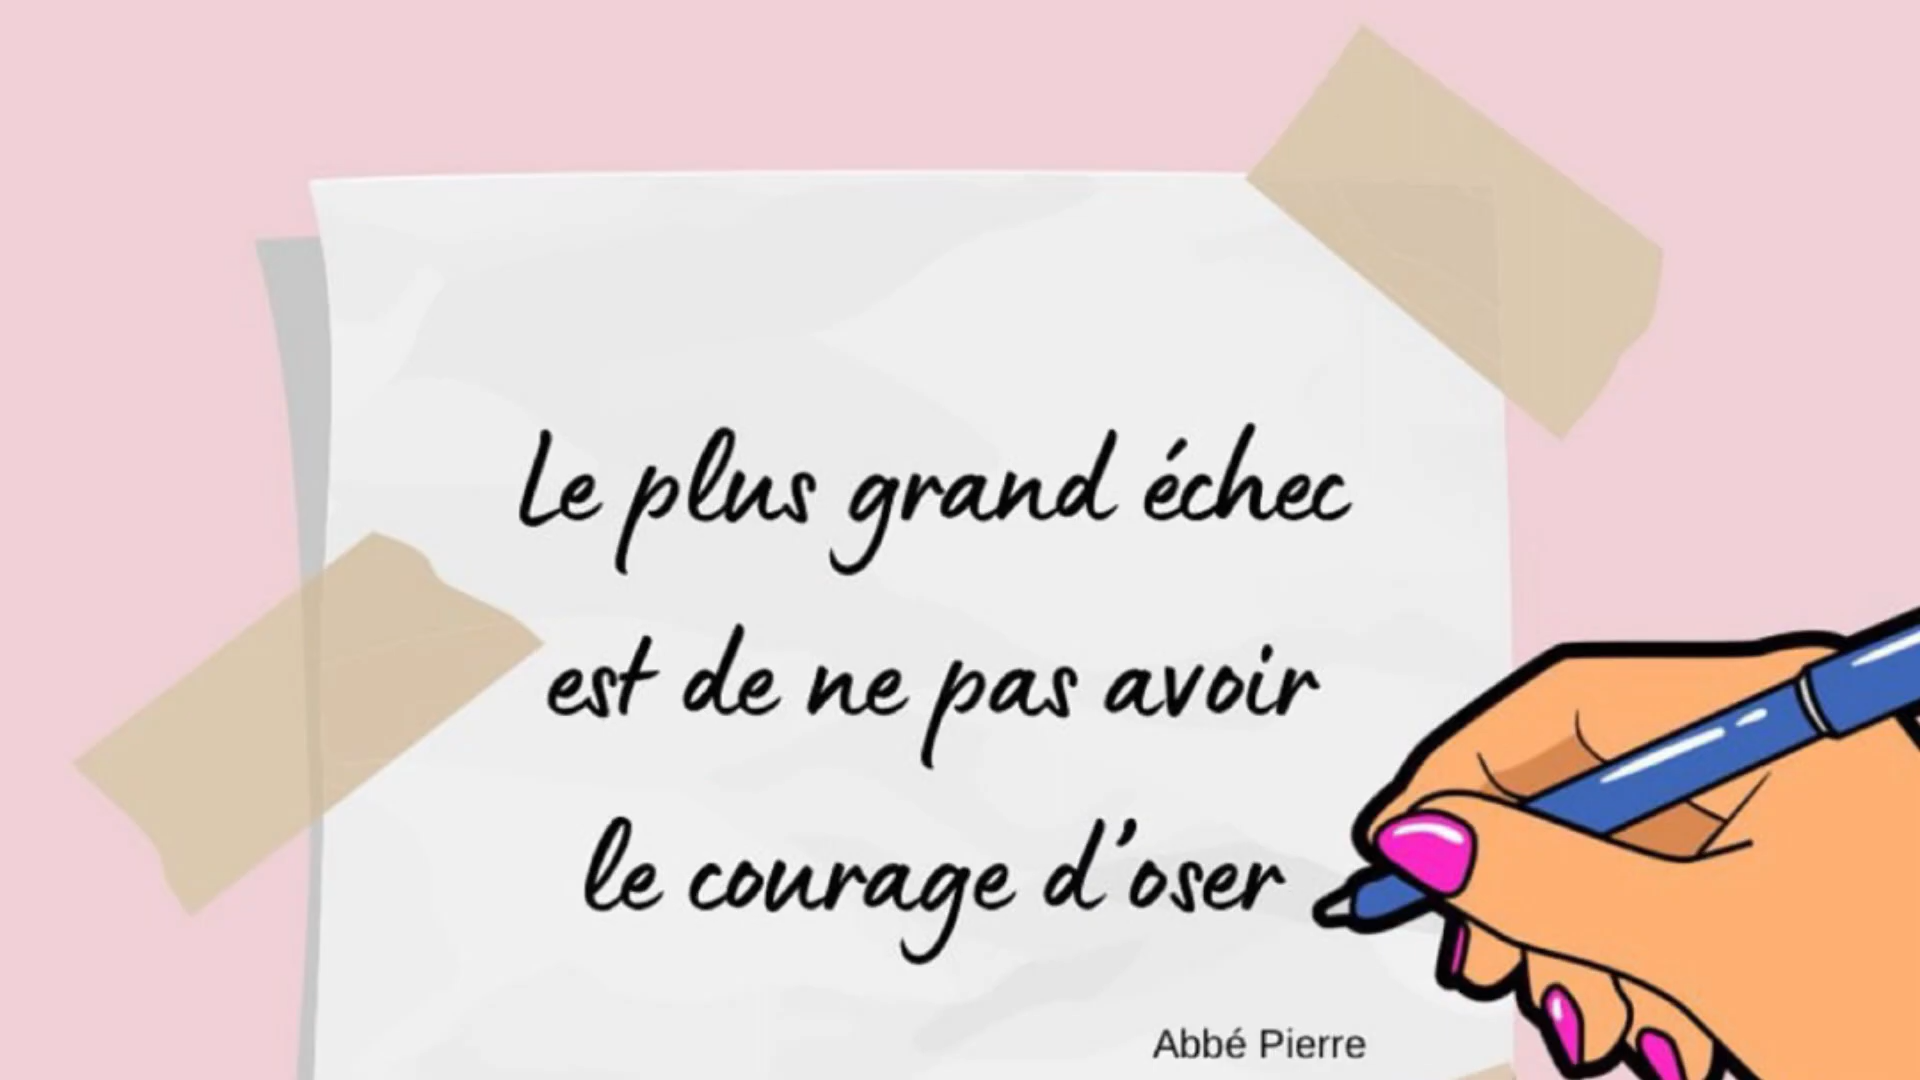 Le plus grand échec
est de ne pas avoir
le courage d'oser
Abbé Pierre